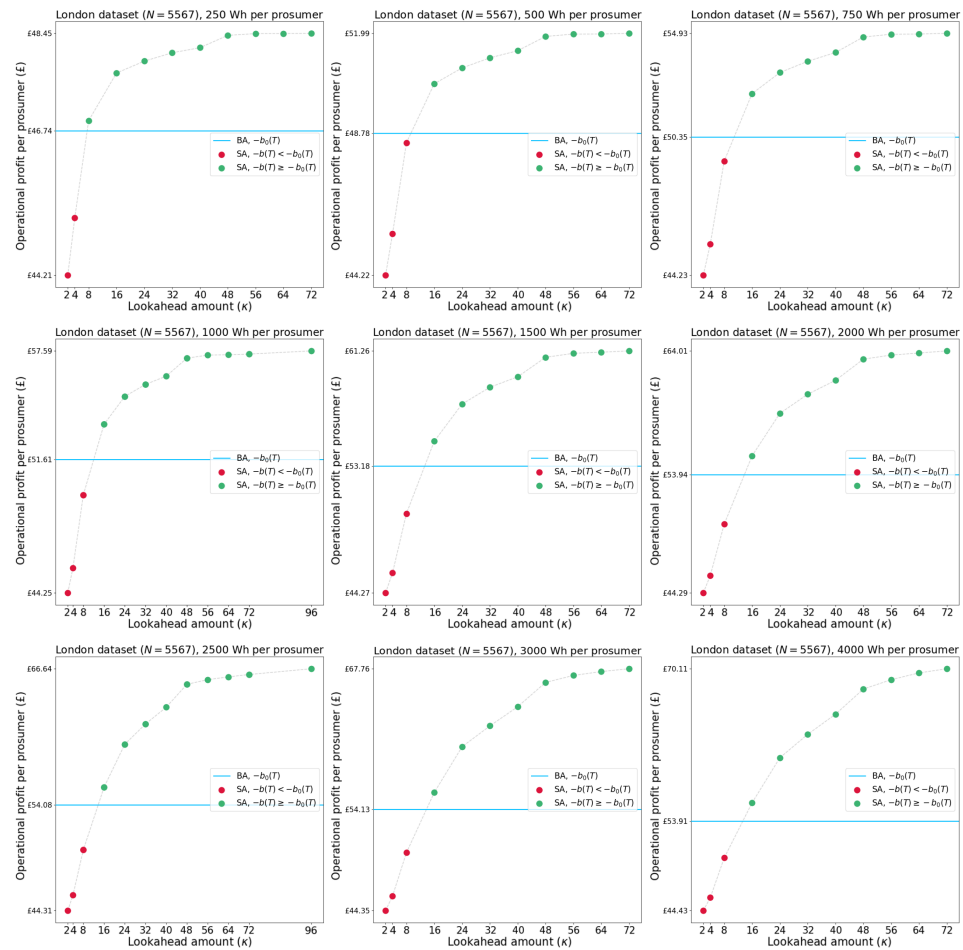 London dataset (N = 5567), 250 Wh per prosumer
Operational profit per prosumer (£)
£48.45
£46.74
£44.21
BA, −b₀(T)
SA, −b(T) < −b₀(T)
SA, −b(T) ≥ −b₀(T)
2 4 8 16 24 32 40 48 56 64 72
Lookahead amount (κ)
London dataset (N = 5567), 500 Wh per prosumer
Operational profit per prosumer (£)
£51.99
£48.78
£44.22
BA, −b₀(T)
SA, −b(T) < −b₀(T)
SA, −b(T) ≥ −b₀(T)
2 4 8 16 24 32 40 48 56 64 72
Lookahead amount (κ)
London dataset (N = 5567), 750 Wh per prosumer
Operational profit per prosumer (£)
£54.93
£50.35
£44.23
BA, −b₀(T)
SA, −b(T) < −b₀(T)
SA, −b(T) ≥ −b₀(T)
2 4 8 16 24 32 40 48 56 64 72
Lookahead amount (κ)
London dataset (N = 5567), 1000 Wh per prosumer
Operational profit per prosumer (£)
£57.59
£51.61
£44.25
BA, −b₀(T)
SA, −b(T) < −b₀(T)
SA, −b(T) ≥ −b₀(T)
2 4 8 16 24 32 40 48 56 64 72 96
Lookahead amount (κ)
London dataset (N = 5567), 1500 Wh per prosumer
Operational profit per prosumer (£)
£61.26
£53.18
£44.27
BA, −b₀(T)
SA, −b(T) < −b₀(T)
SA, −b(T) ≥ −b₀(T)
2 4 8 16 24 32 40 48 56 64 72
Lookahead amount (κ)
London dataset (N = 5567), 2000 Wh per prosumer
Operational profit per prosumer (£)
£64.01
£53.94
£44.29
BA, −b₀(T)
SA, −b(T) < −b₀(T)
SA, −b(T) ≥ −b₀(T)
2 4 8 16 24 32 40 48 56 64 72
Lookahead amount (κ)
London dataset (N = 5567), 2500 Wh per prosumer
Operational profit per prosumer (£)
£66.64
£54.08
£44.31
BA, −b₀(T)
SA, −b(T) < −b₀(T)
SA, −b(T) ≥ −b₀(T)
2 4 8 16 24 32 40 48 56 64 72 96
Lookahead amount (κ)
London dataset (N = 5567), 3000 Wh per prosumer
Operational profit per prosumer (£)
£67.76
£54.13
£44.35
BA, −b₀(T)
SA, −b(T) < −b₀(T)
SA, −b(T) ≥ −b₀(T)
2 4 8 16 24 32 40 48 56 64 72
Lookahead amount (κ)
London dataset (N = 5567), 4000 Wh per prosumer
Operational profit per prosumer (£)
£70.11
£53.91
£44.43
BA, −b₀(T)
SA, −b(T) < −b₀(T)
SA, −b(T) ≥ −b₀(T)
2 4 8 16 24 32 40 48 56 64 72
Lookahead amount (κ)